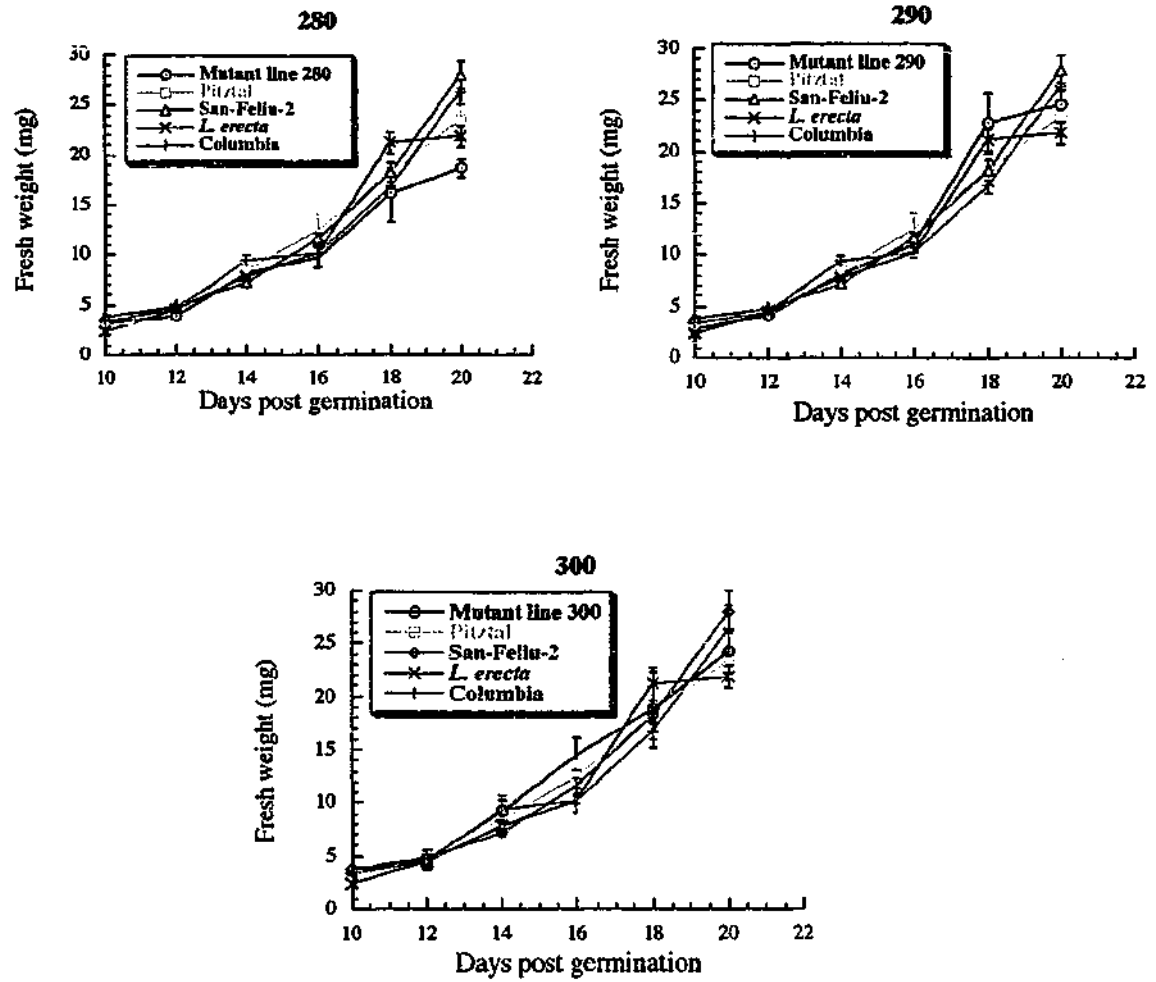 280
Fresh weight (mg)
30
25
20
15
10
5
0
Mutant line 280
Pitztal
San-Feliu-2
L. erecta
Columbia
10 12 14 16 18 20 22
Days post germination
290
Fresh weight (mg)
30
25
20
15
10
5
0
Mutant line 290
Pitztal
San-Feliu-2
L. erecta
Columbia
10 12 14 16 18 20 22
Days post germination
300
Fresh weight (mg)
30
25
20
15
10
5
0
Mutant line 300
Pitztal
San-Feliu-2
L. erecta
Columbia
10 12 14 16 18 20 22
Days post germination